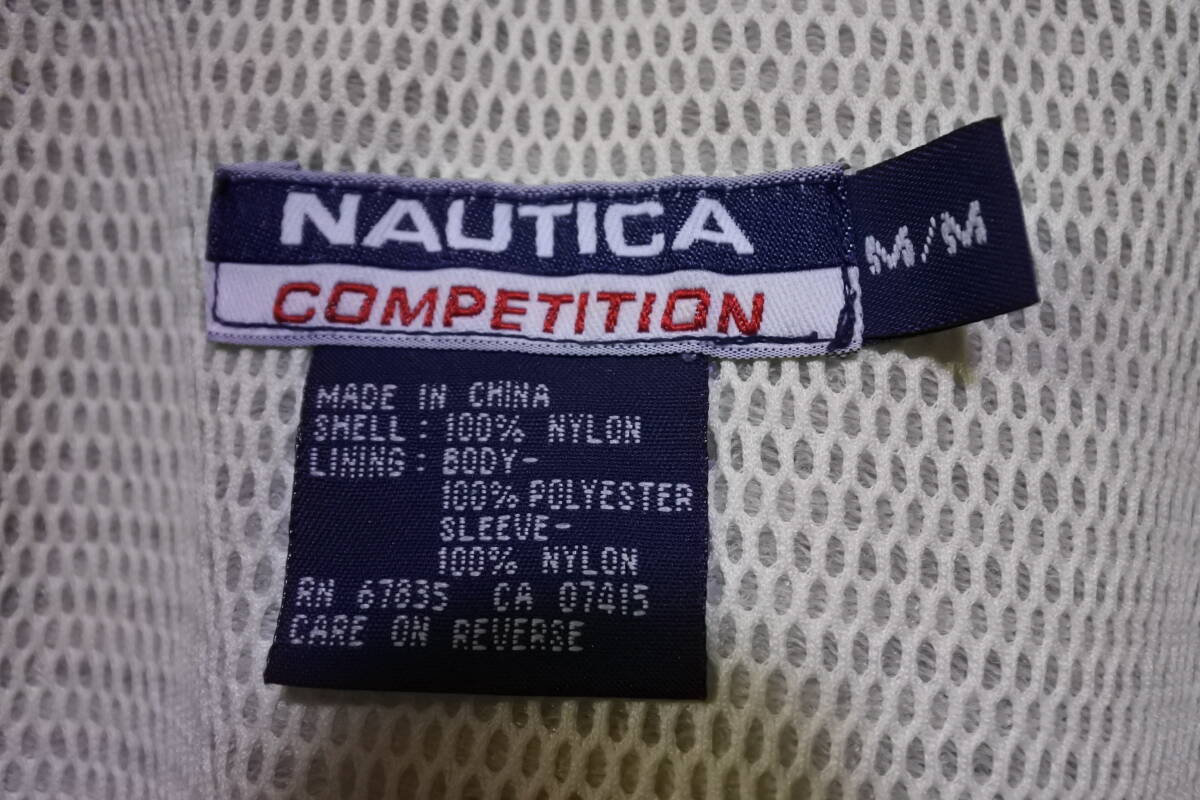 NAUTICA
COMPETITION
MADE IN CHINA
SHELL: 100% NYLON
LINING: BODY-
100% POLYESTER
SLEEVE-
100% NYLON
RN 67835 CA 07415
CARE ON REVERSE